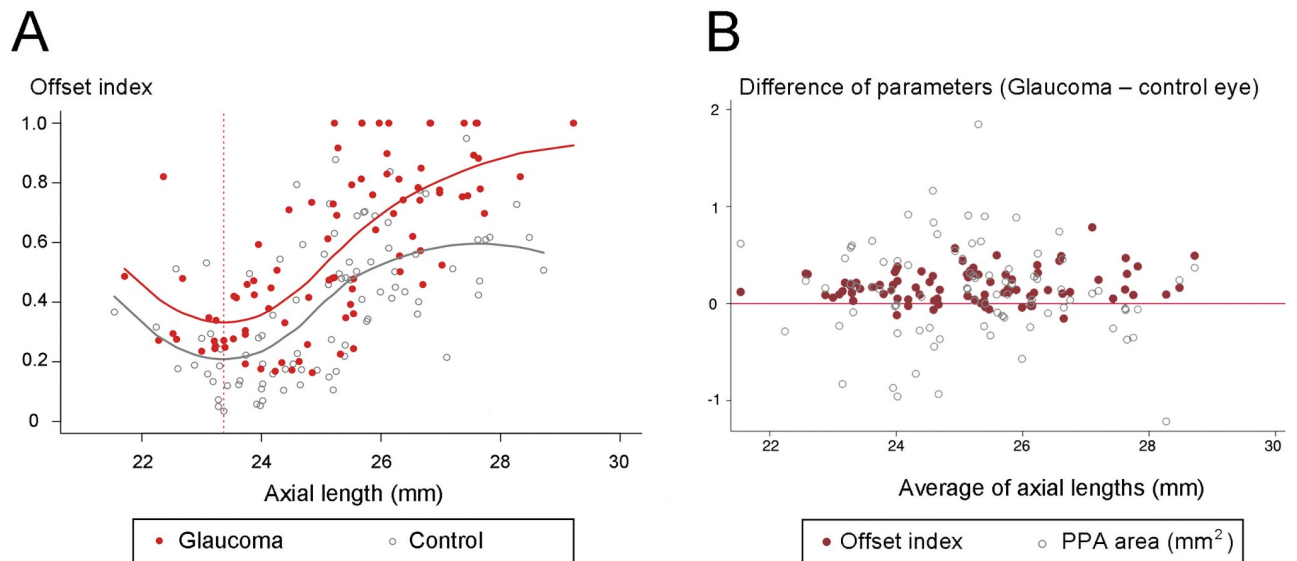 A
Offset index
1.0
0.8
0.6
0.4
0.2
0
22 24 26 28 30
Axial length (mm)
Glaucoma Control
B
Difference of parameters (Glaucoma – control eye)
2
1
0
-1
22 24 26 28 30
Average of axial lengths (mm)
Offset index PPA area (mm²)